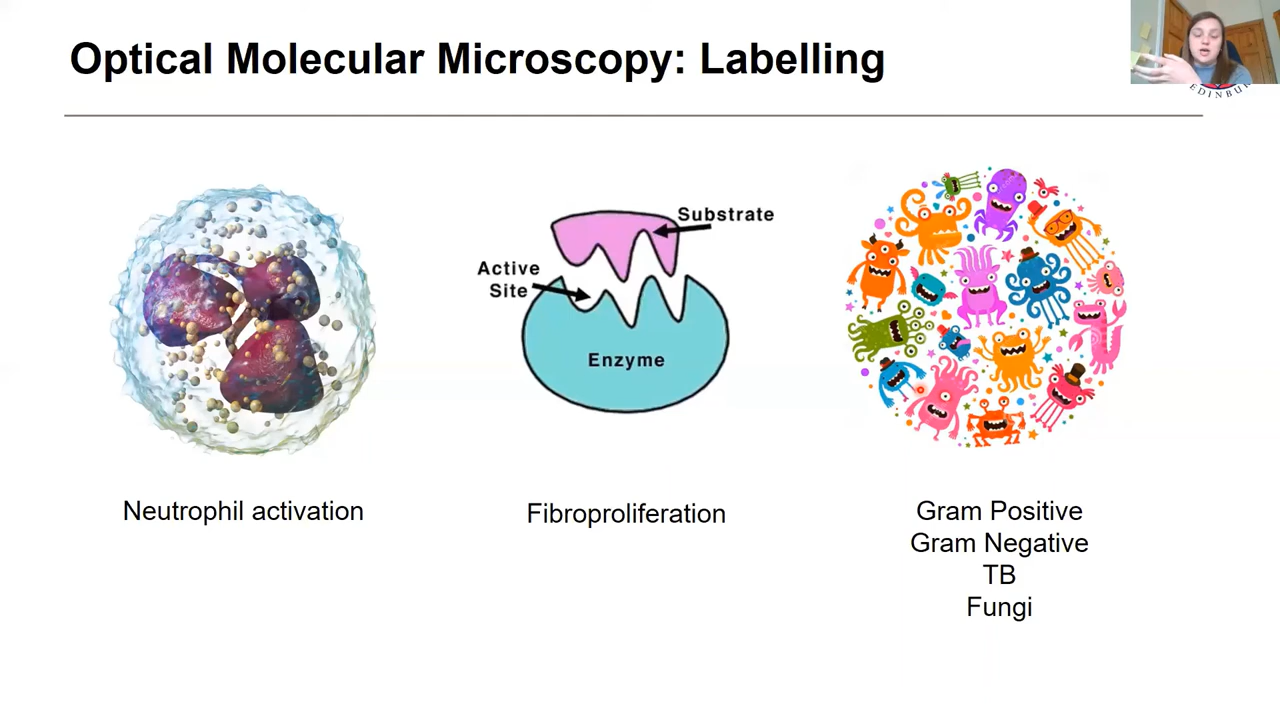 Optical Molecular Microscopy: Labelling
Substrate
Active
Site
Enzyme
Neutrophil activation
Fibroproliferation
Gram Positive
Gram Negative
TB
Fungi